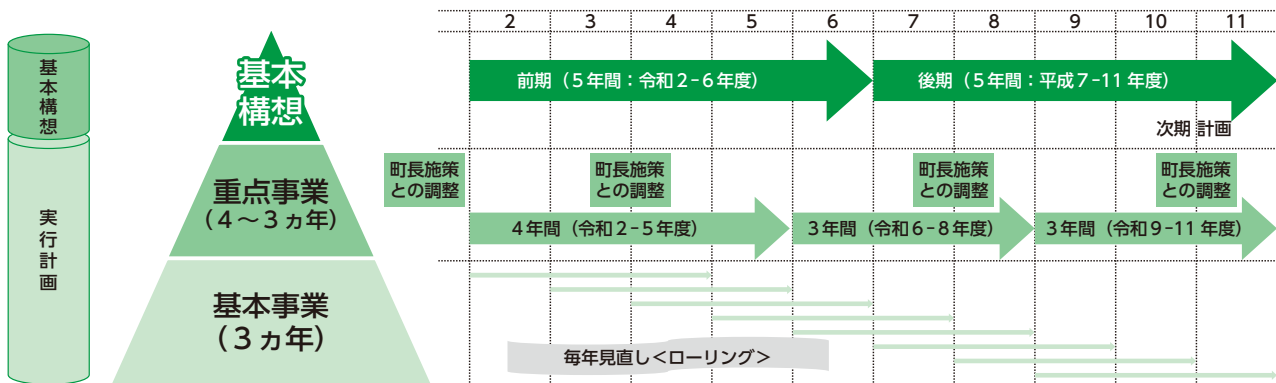 2 3 4 5 6 7 8 9 10 11
基本構想
基本
構想
前期（5年間：令和2-6年度）
後期（5年間：平成7-11年度）
次期 計画
実行計画
重点事業
（4～3ヵ年）
町長施策
との調整
町長施策
との調整
町長施策
との調整
町長施策
との調整
4年間（令和2-5年度）
3年間（令和6-8年度）
3年間（令和9-11年度）
基本事業
（3ヵ年）
毎年見直し＜ローリング＞